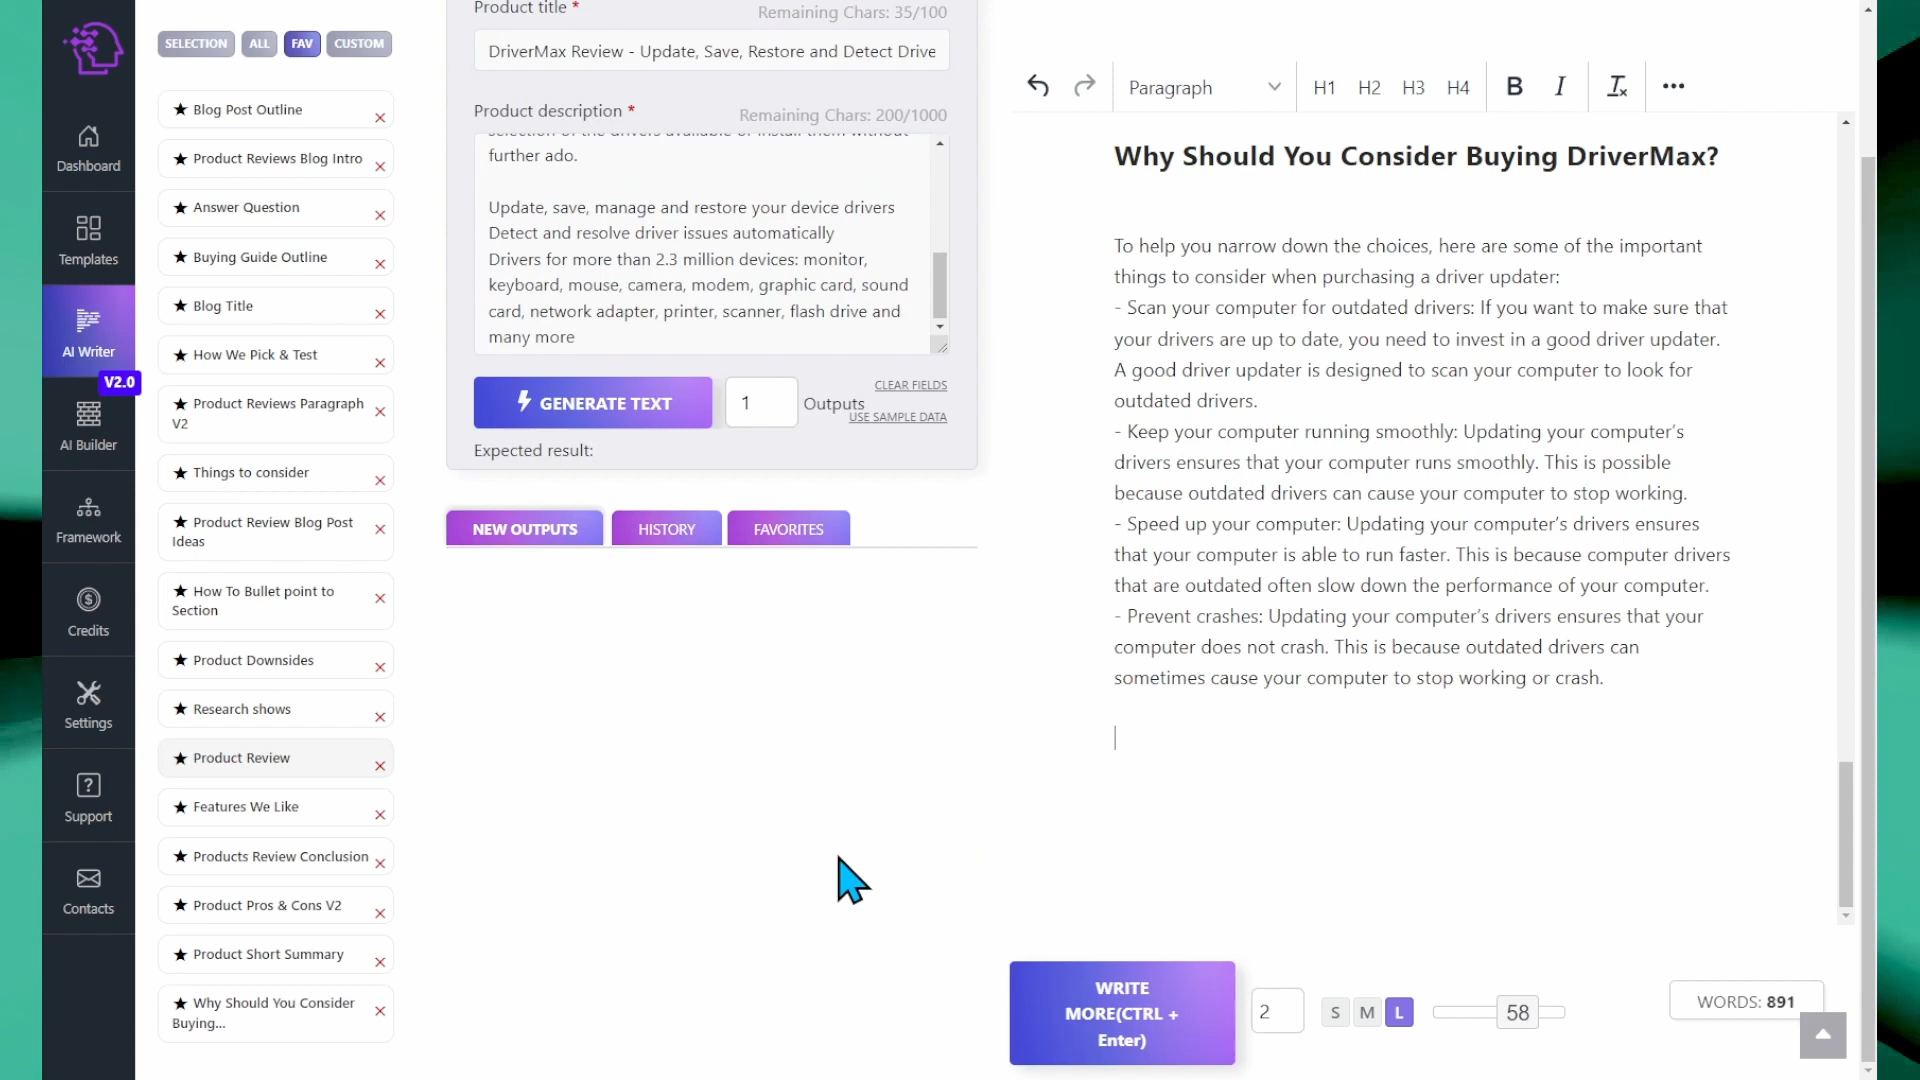 Dashboard
Templates
AI Writer
V2.0
AI Builder
Framework
Credits
Settings
Support
Contacts
SELECTION
ALL
FAV
CUSTOM
★ Blog Post Outline
★ Product Reviews Blog Intro
★ Answer Question
★ Buying Guide Outline
★ Blog Title
★ How We Pick & Test
★ Product Reviews Paragraph
V2
★ Things to consider
★ Product Review Blog Post
Ideas
★ How To Bullet point to
Section
★ Product Downsides
★ Research shows
★ Product Review
★ Features We Like
★ Products Review Conclusion
★ Product Pros & Cons V2
★ Product Short Summary
★ Why Should You Consider
Buying...
Product title *
Remaining Chars: 35/100
DriverMax Review - Update, Save, Restore and Detect Drive
Product description *
Remaining Chars: 200/1000
selection of the drivers available or install them without
further ado.
Update, save, manage and restore your device drivers
Detect and resolve driver issues automatically
Drivers for more than 2.3 million devices: monitor,
keyboard, mouse, camera, modem, graphic card, sound
card, network adapter, printer, scanner, flash drive and
many more
GENERATE TEXT
1
Outputs
CLEAR FIELDS
USE SAMPLE DATA
Expected result:
NEW OUTPUTS
HISTORY
FAVORITES
Paragraph
H1
H2
H3
H4
B
I
Why Should You Consider Buying DriverMax?
To help you narrow down the choices, here are some of the important
things to consider when purchasing a driver updater:
- Scan your computer for outdated drivers: If you want to make sure that
your drivers are up to date, you need to invest in a good driver updater.
A good driver updater is designed to scan your computer to look for
outdated drivers.
- Keep your computer running smoothly: Updating your computer’s
drivers ensures that your computer runs smoothly. This is possible
because outdated drivers can cause your computer to stop working.
- Speed up your computer: Updating your computer’s drivers ensures
that your computer is able to run faster. This is because computer drivers
that are outdated often slow down the performance of your computer.
- Prevent crashes: Updating your computer’s drivers ensures that your
computer does not crash. This is because outdated drivers can
sometimes cause your computer to stop working or crash.
WRITE
MORE(CTRL +
Enter)
2
S
M
L
58
WORDS: 891